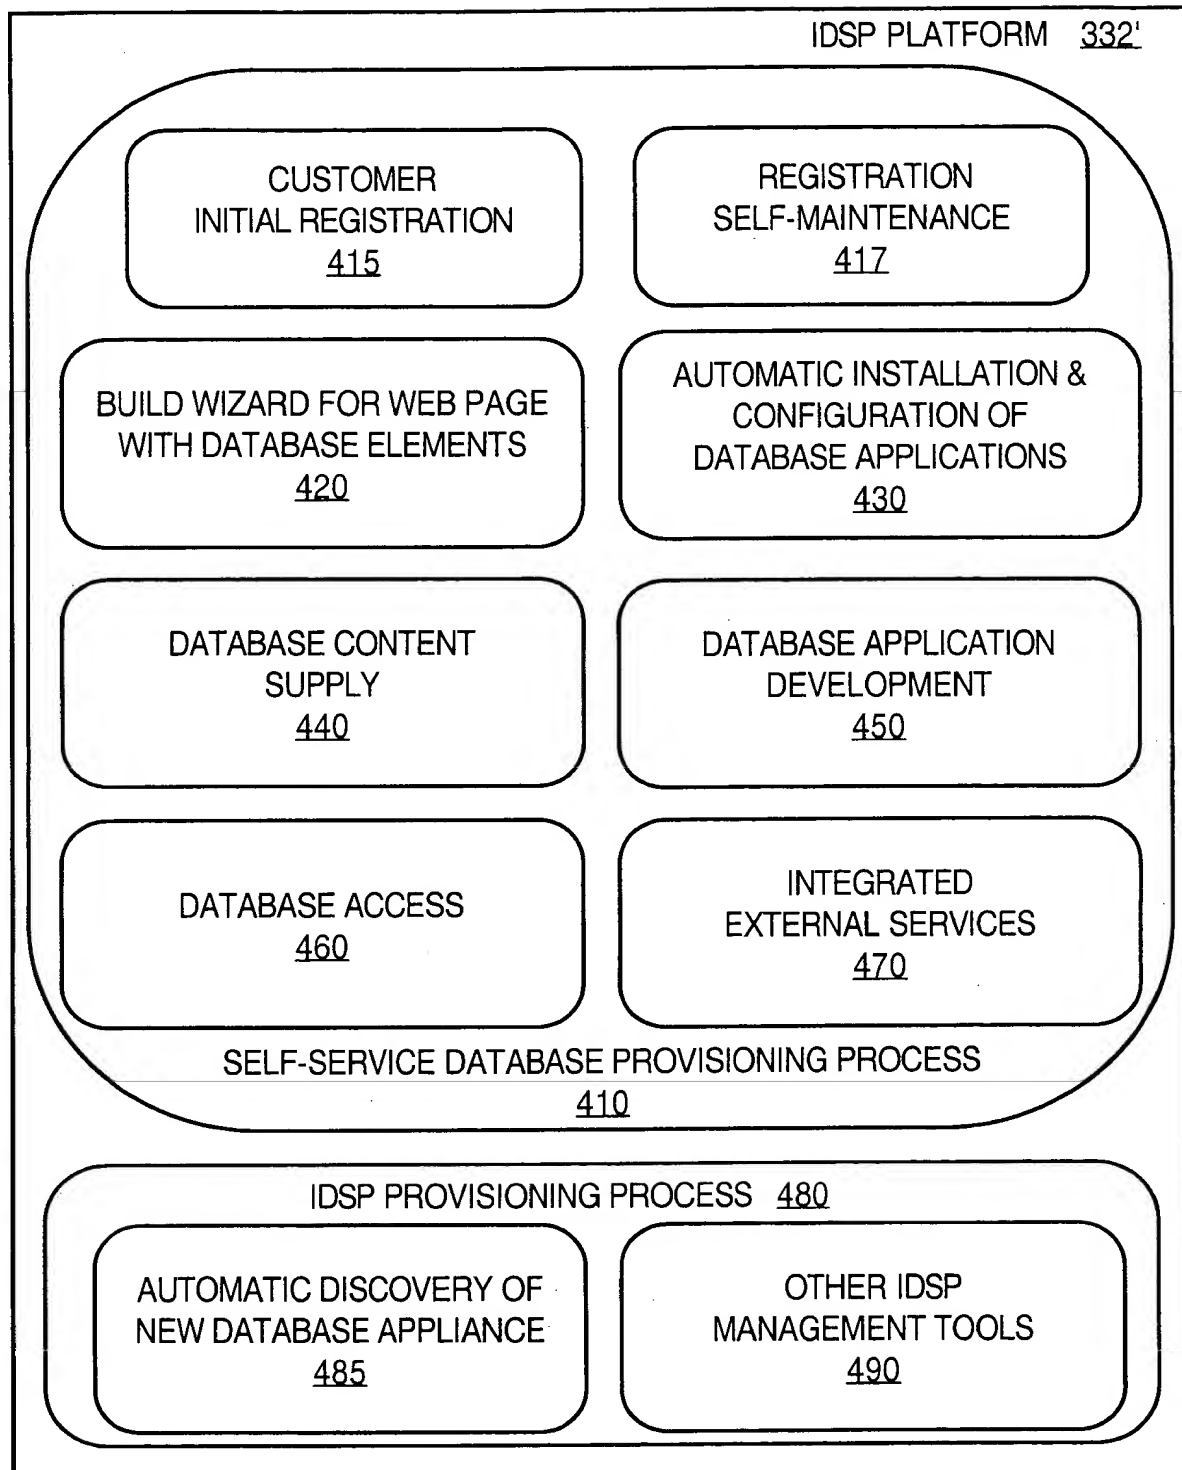 IDSP PLATFORM 332'
CUSTOMER
INITIAL REGISTRATION
415
REGISTRATION
SELF-MAINTENANCE
417
BUILD WIZARD FOR WEB PAGE
WITH DATABASE ELEMENTS
420
AUTOMATIC INSTALLATION &
CONFIGURATION OF
DATABASE APPLICATIONS
430
DATABASE CONTENT
SUPPLY
440
DATABASE APPLICATION
DEVELOPMENT
450
DATABASE ACCESS
460
INTEGRATED
EXTERNAL SERVICES
470
SELF-SERVICE DATABASE PROVISIONING PROCESS
410
IDSP PROVISIONING PROCESS 480
AUTOMATIC DISCOVERY OF
NEW DATABASE APPLIANCE
485
OTHER IDSP
MANAGEMENT TOOLS
490